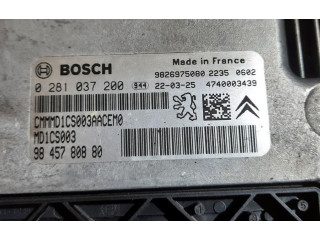 BOSCH
Made in France
9826975080 2235 0602
0 281 037 200 944 22-03-25 4740003439
CMMMD1CS003AACEM0
MD1CS003
98 457 808 80